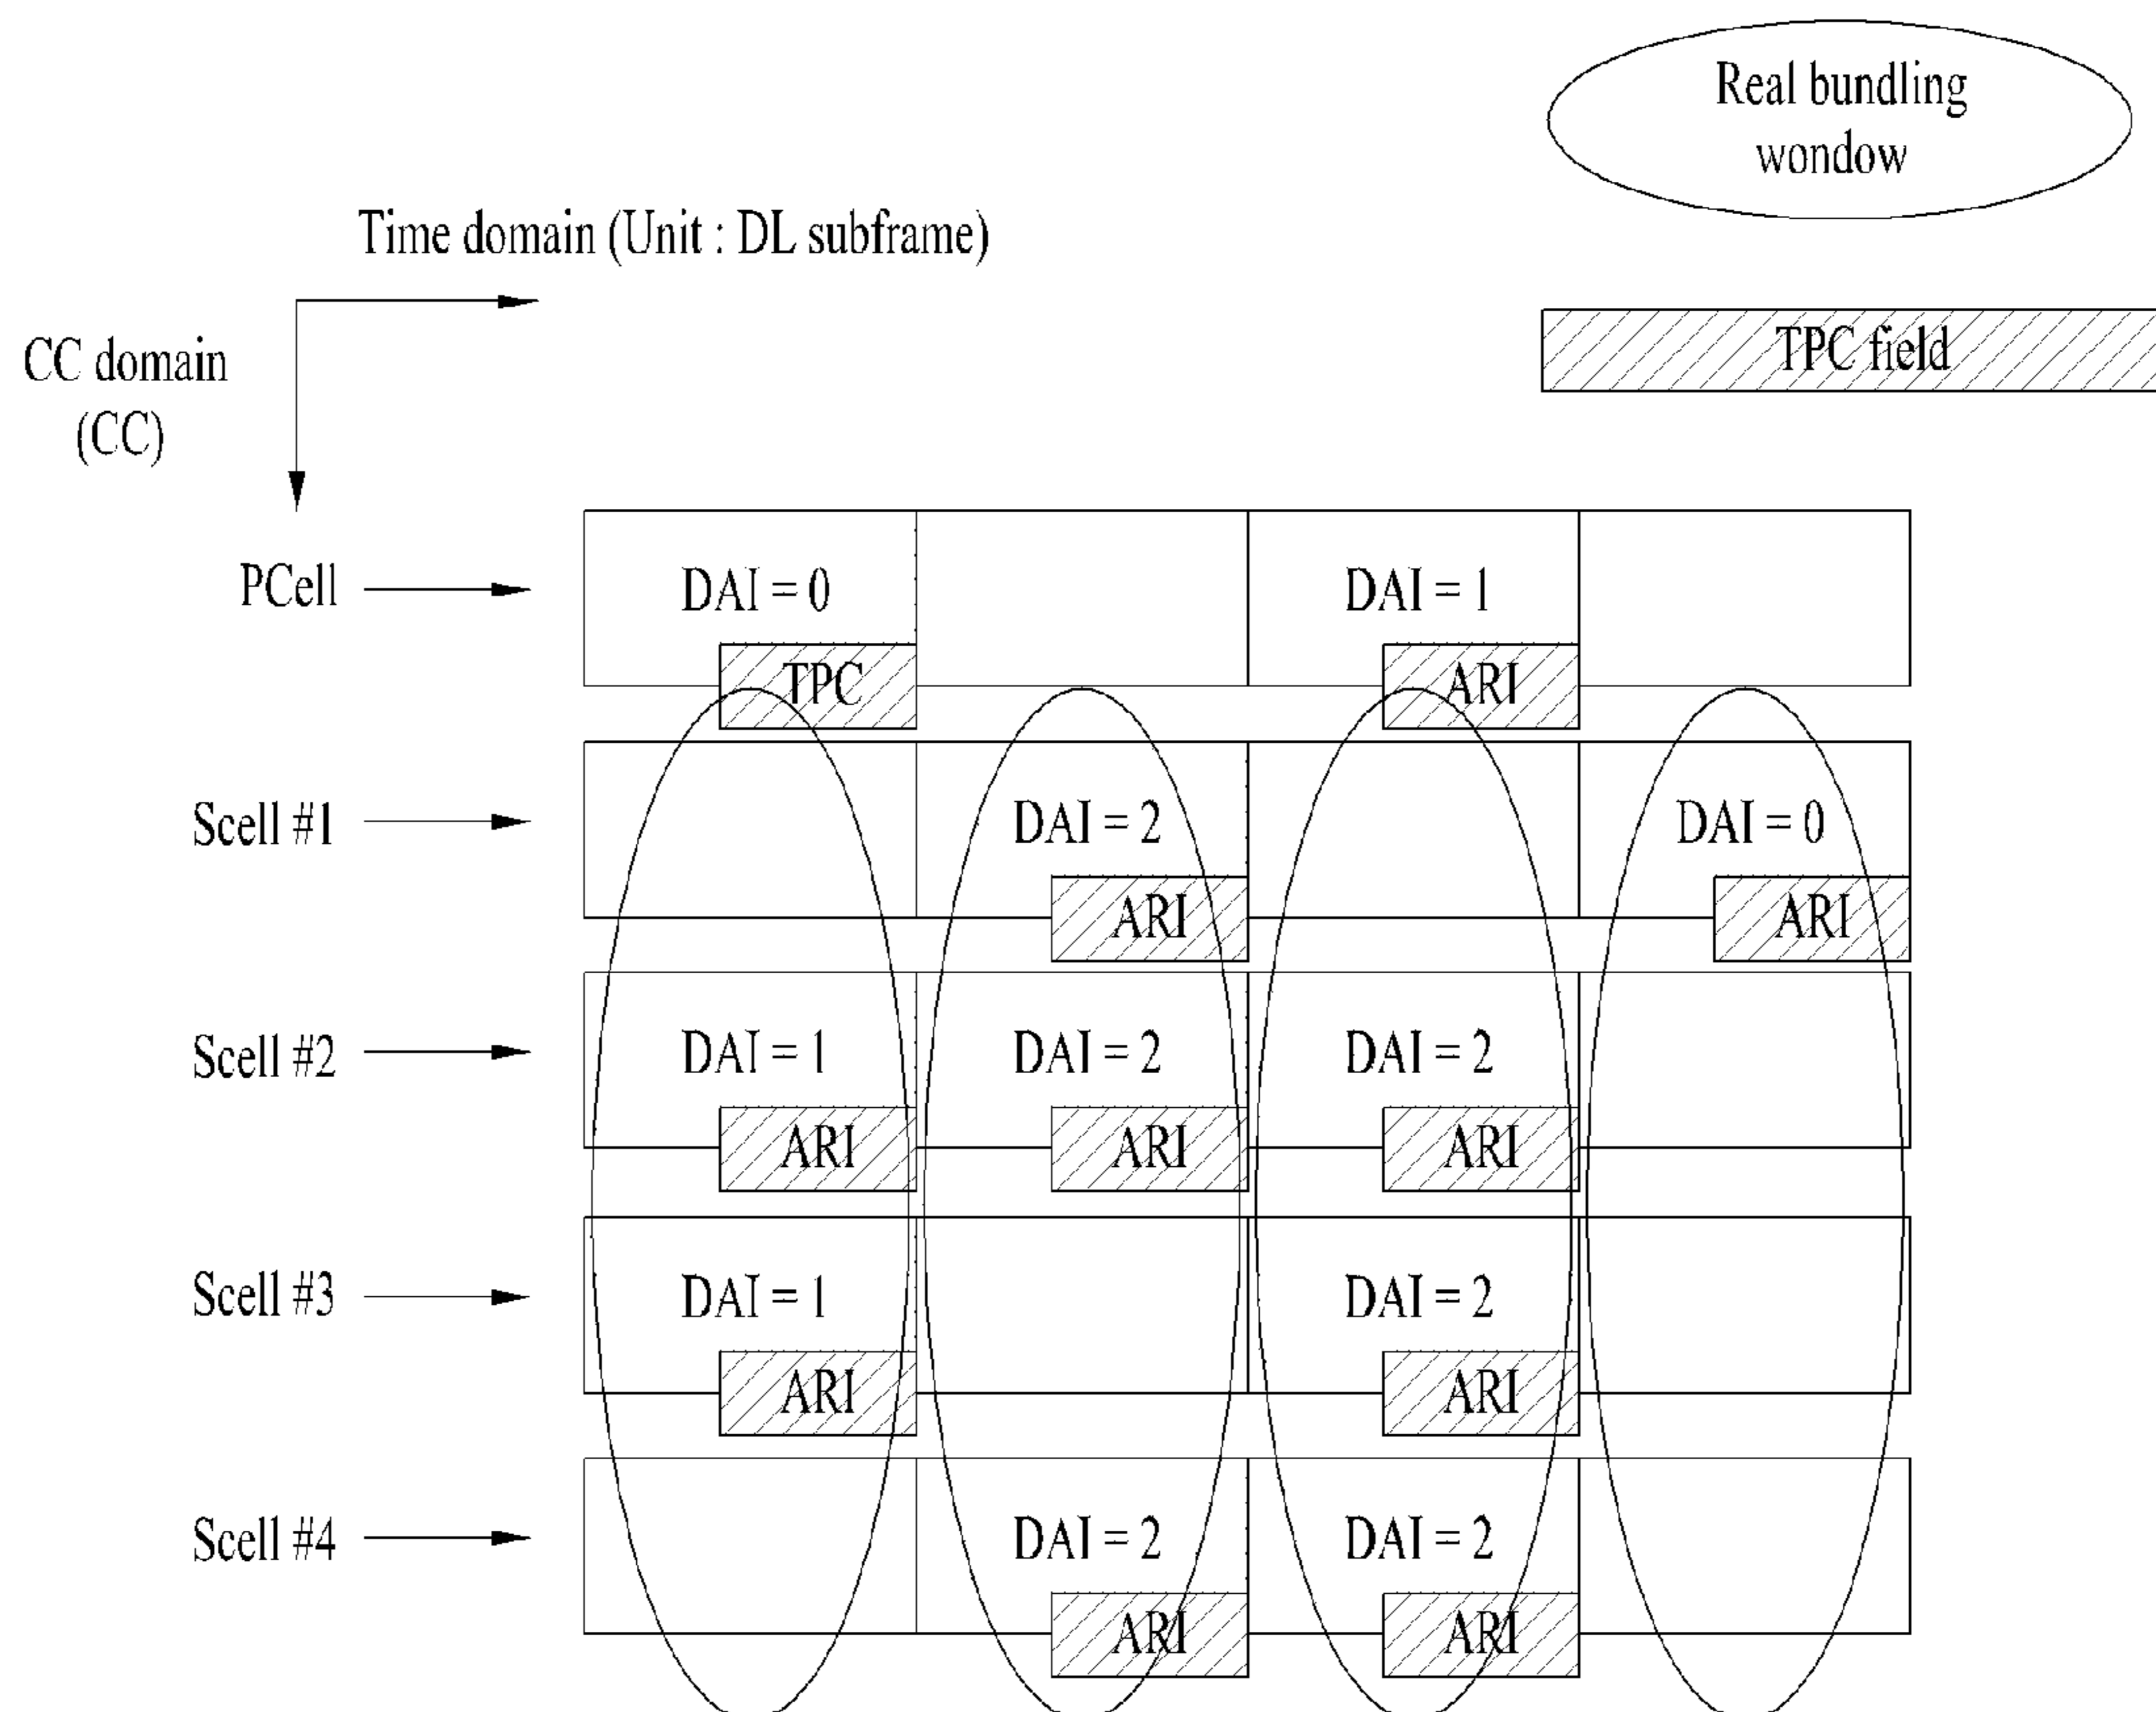 Real bundling
wondow
Time domain (Unit : DL subframe)
CC domain
(CC)
TPC field
PCell
DAI = 0
DAI = 1
TPC
ARI
Scell #1
DAI = 2
DAI = 0
ARI
ARI
Scell #2
DAI = 1
DAI = 2
DAI = 2
ARI
ARI
ARI
Scell #3
DAI = 1
DAI = 2
ARI
ARI
Scell #4
DAI = 2
DAI = 2
ARI
ARI